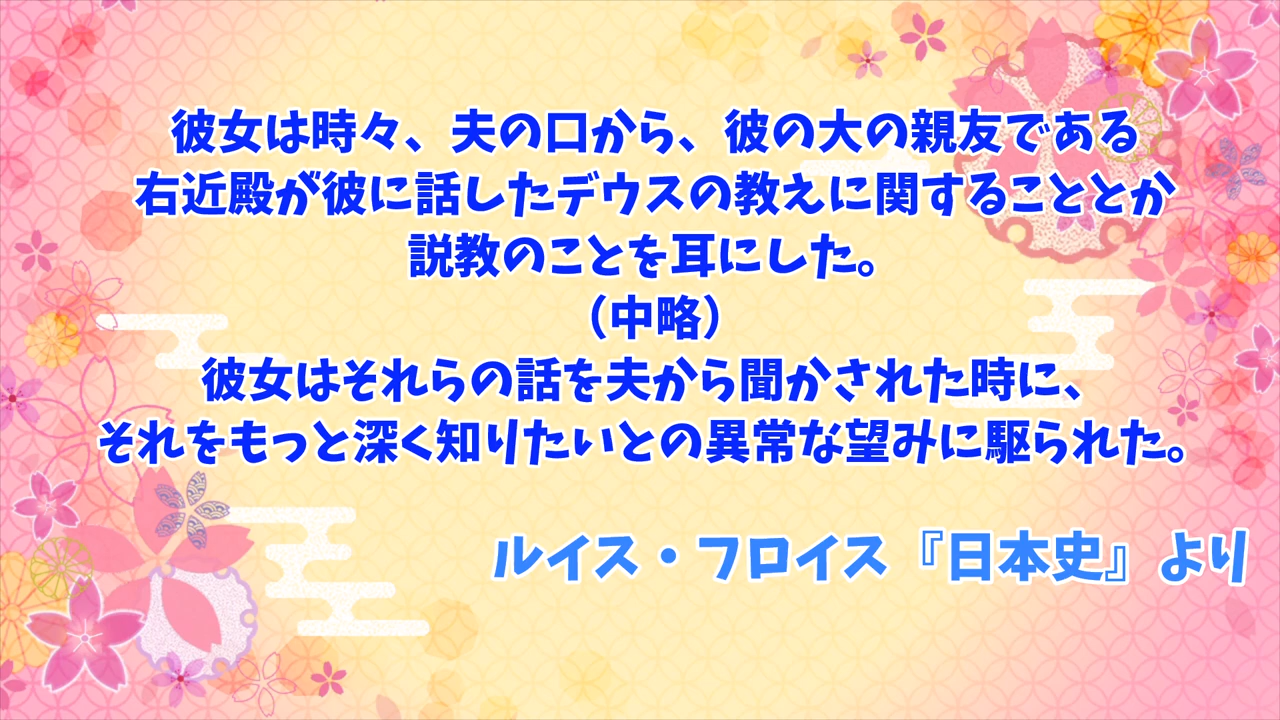 彼女は時々、夫の口から、彼の大の親友である
右近殿が彼に話したデウスの教えに関することとか
説教のことを耳にした。
（中略）
彼女はそれらの話を夫から聞かされた時に、
それをもっと深く知りたいとの異常な望みに駆られた。
ルイス・フロイス『日本史』より